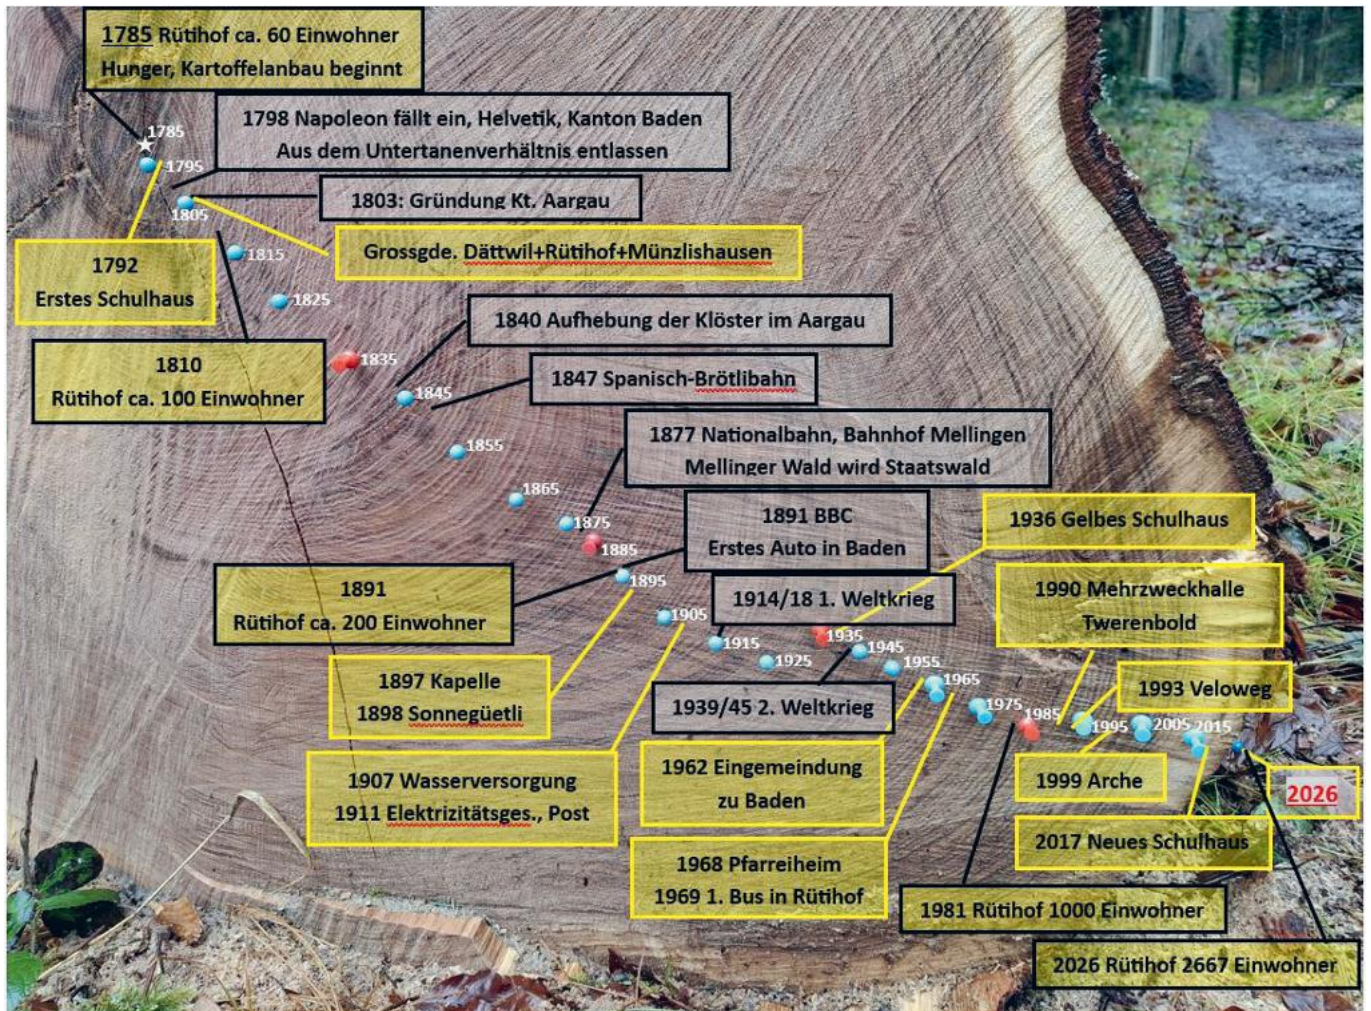 1785 Rütihof ca. 60 Einwohner
Hunger, Kartoffelanbau beginnt
1798 Napoleon fällt ein, Helvetik, Kanton Baden
Aus dem Untertanenverhältnis entlassen
1785
1795
1803: Gründung Kt. Aargau
1805
Grossgde. Dättwil+Rütihof+Münzlishausen
1792
Erstes Schulhaus
1815
1825
1840 Aufhebung der Klöster im Aargau
1810
Rütihof ca. 100 Einwohner
1835
1847 Spanisch-Brötlibahn
1845
1877 Nationalbahn, Bahnhof Mellingen
Mellinger Wald wird Staatswald
1855
1865
1875
1891 BBC
Erstes Auto in Baden
1936 Gelbes Schulhaus
1885
1895
1891
Rütihof ca. 200 Einwohner
1914/18 1. Weltkrieg
1990 Mehrzweckhalle
Twerenbold
1905
1915
1925
1935
1945
1955
1965
1897 Kapelle
1898 Sonnegüetli
1993 Veloweg
1939/45 2. Weltkrieg
1975
1985
1995
2005
2015
1907 Wasserversorgung
1911 Elektrizitätsges., Post
1962 Eingemeindung
zu Baden
1999 Arche
2026
2017 Neues Schulhaus
1968 Pfarreiheim
1969 1. Bus in Rütihof
1981 Rütihof 1000 Einwohner
2026 Rütihof 2667 Einwohner